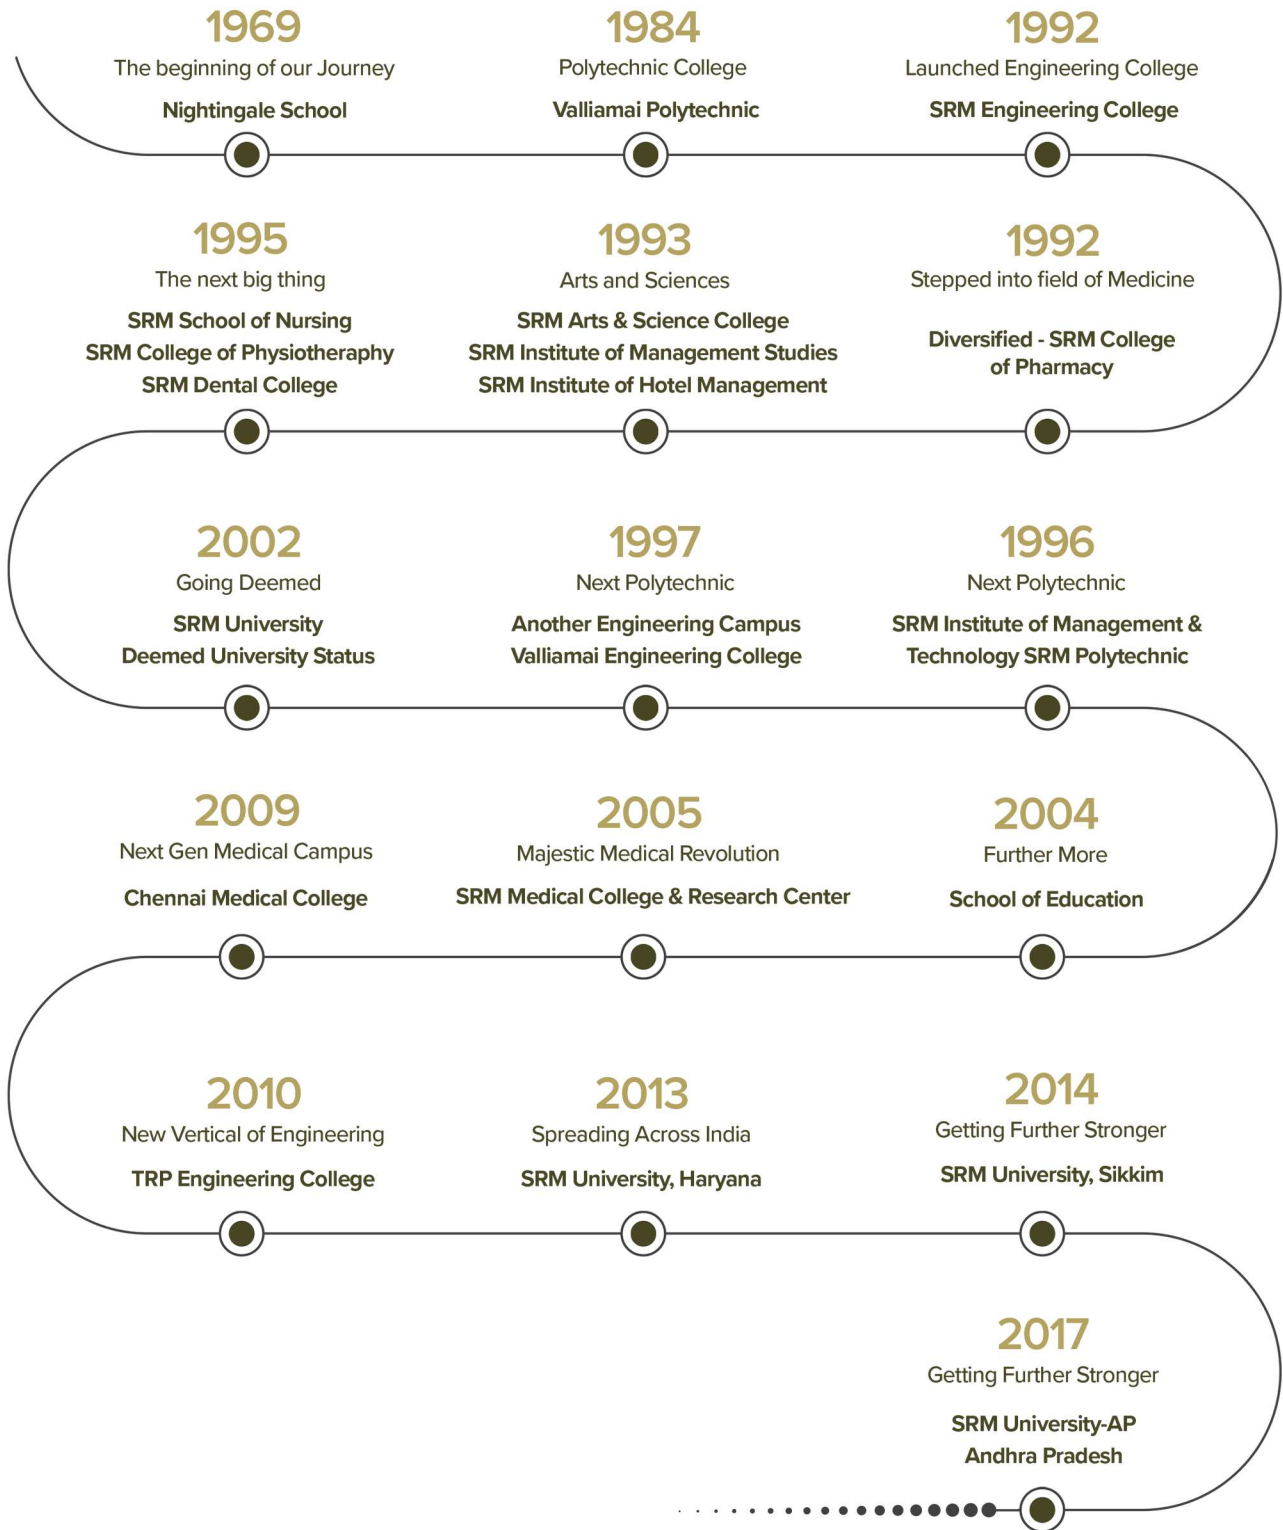 1969
The beginning of our Journey
Nightingale School
1984
Polytechnic College
Valliamai Polytechnic
1992
Launched Engineering College
SRM Engineering College
1992
Stepped into field of Medicine
Diversified - SRM College
of Pharmacy
1993
Arts and Sciences
SRM Arts & Science College
SRM Institute of Management Studies
SRM Institute of Hotel Management
1995
The next big thing
SRM School of Nursing
SRM College of Physiotheraphy
SRM Dental College
2002
Going Deemed
SRM University
Deemed University Status
1997
Next Polytechnic
Another Engineering Campus
Valliamai Engineering College
1996
Next Polytechnic
SRM Institute of Management &
Technology SRM Polytechnic
2004
Further More
School of Education
2005
Majestic Medical Revolution
SRM Medical College & Research Center
2009
Next Gen Medical Campus
Chennai Medical College
2010
New Vertical of Engineering
TRP Engineering College
2013
Spreading Across India
SRM University, Haryana
2014
Getting Further Stronger
SRM University, Sikkim
2017
Getting Further Stronger
SRM University-AP
Andhra Pradesh